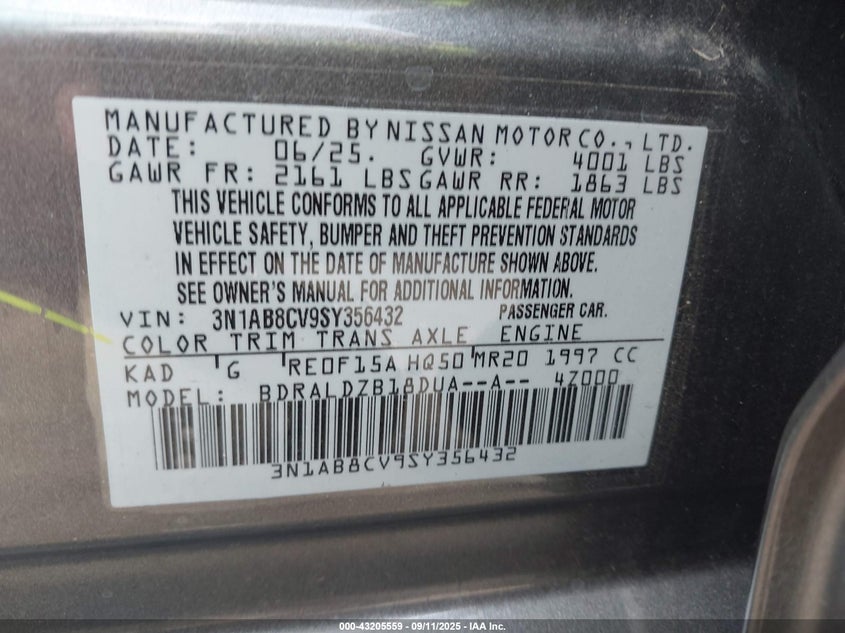 MANUFACTURED BY NISSAN MOTOR CO., LTD.
DATE: 06/25. GVWR: 4001 LBS
GAWR FR: 2161 LBS GAWR RR: 1863 LBS
THIS VEHICLE CONFORMS TO ALL APPLICABLE FEDERAL MOTOR
VEHICLE SAFETY, BUMPER AND THEFT PREVENTION STANDARDS
IN EFFECT ON THE DATE OF MANUFACTURE SHOWN ABOVE.
SEE OWNER'S MANUAL FOR ADDITIONAL INFORMATION.
VIN: 3N1AB8CV9SY356432 PASSENGER CAR.
COLOR TRIM TRANS AXLE ENGINE
KAD G RE0F15A HQ50 MR20 1997 CC
MODEL: BDRALDZB18DUA--A-- 4Z000
3N1AB8CV9SY356432
000-43205559 - 09/11/2025 - IAA Inc.